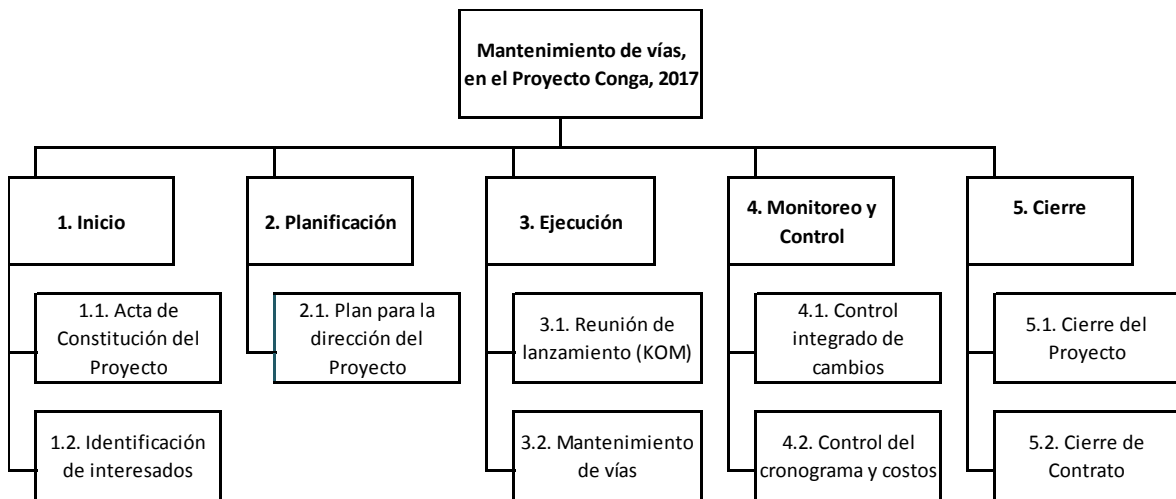 Mantenimiento de vías,
en el Proyecto Conga, 2017
1. Inicio
2. Planificación
3. Ejecución
4. Monitoreo y
Control
5. Cierre
1.1. Acta de
Constitución del
Proyecto
2.1. Plan para la
dirección del
Proyecto
3.1. Reunión de
lanzamiento (KOM)
4.1. Control
integrado de
cambios
5.1. Cierre del
Proyecto
1.2. Identificación
de interesados
3.2. Mantenimiento
de vías
4.2. Control del
cronograma y costos
5.2. Cierre de
Contrato